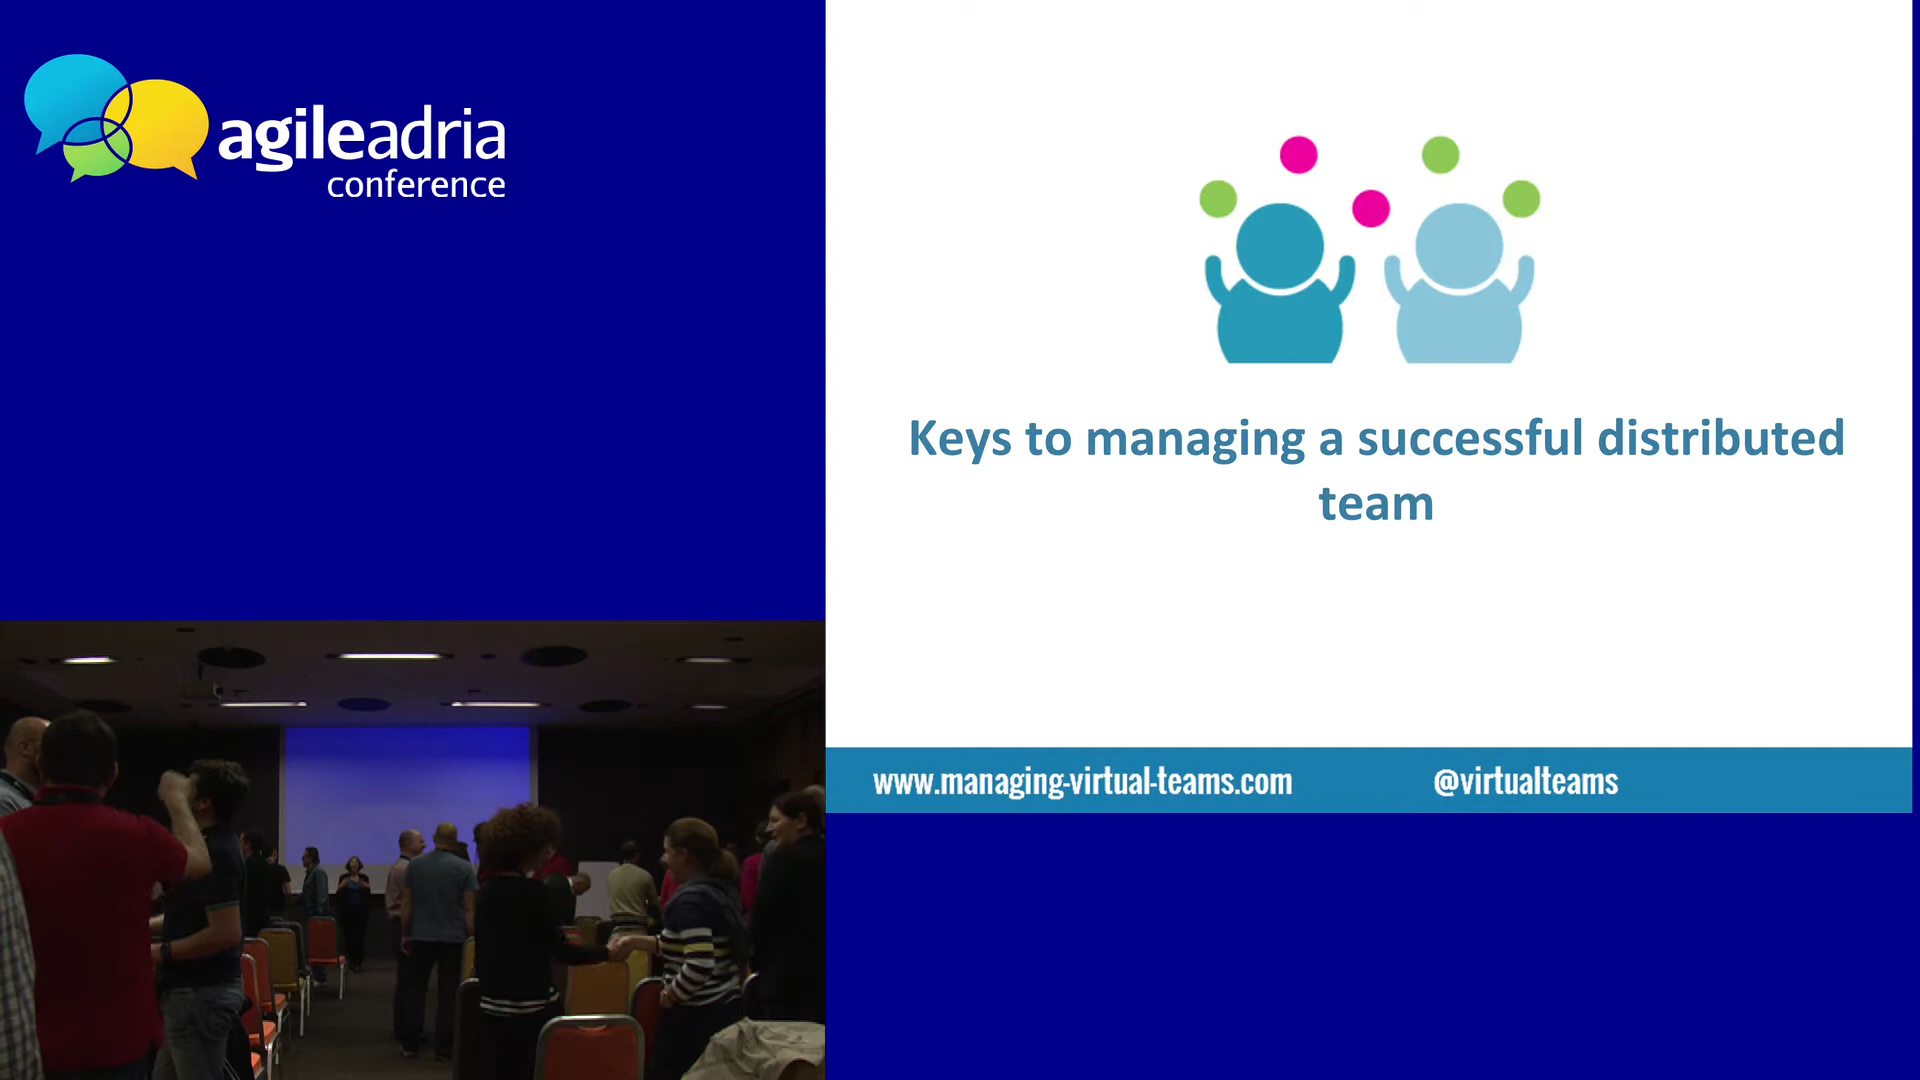 agileadria
conference
Keys to managing a successful distributed
team
www.managing-virtual-teams.com
@virtualteams